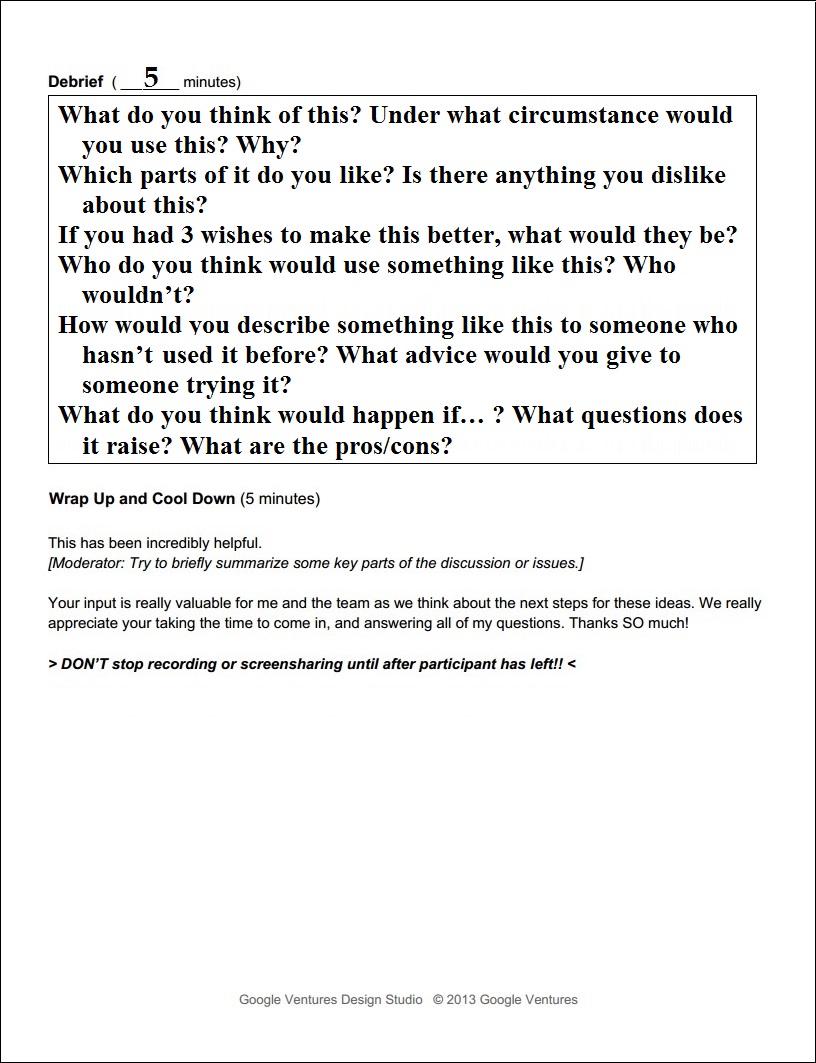 Debrief ( ___5___ minutes)
What do you think of this? Under what circumstance would
you use this? Why?
Which parts of it do you like? Is there anything you dislike
about this?
If you had 3 wishes to make this better, what would they be?
Who do you think would use something like this? Who
wouldn’t?
How would you describe something like this to someone who
hasn’t used it before? What advice would you give to
someone trying it?
What do you think would happen if… ? What questions does
it raise? What are the pros/cons?
Wrap Up and Cool Down (5 minutes)
This has been incredibly helpful.
[Moderator: Try to briefly summarize some key parts of the discussion or issues.]
Your input is really valuable for me and the team as we think about the next steps for these ideas. We really
appreciate your taking the time to come in, and answering all of my questions. Thanks SO much!
> DON’T stop recording or screensharing until after participant has left!! <
Google Ventures Design Studio © 2013 Google Ventures